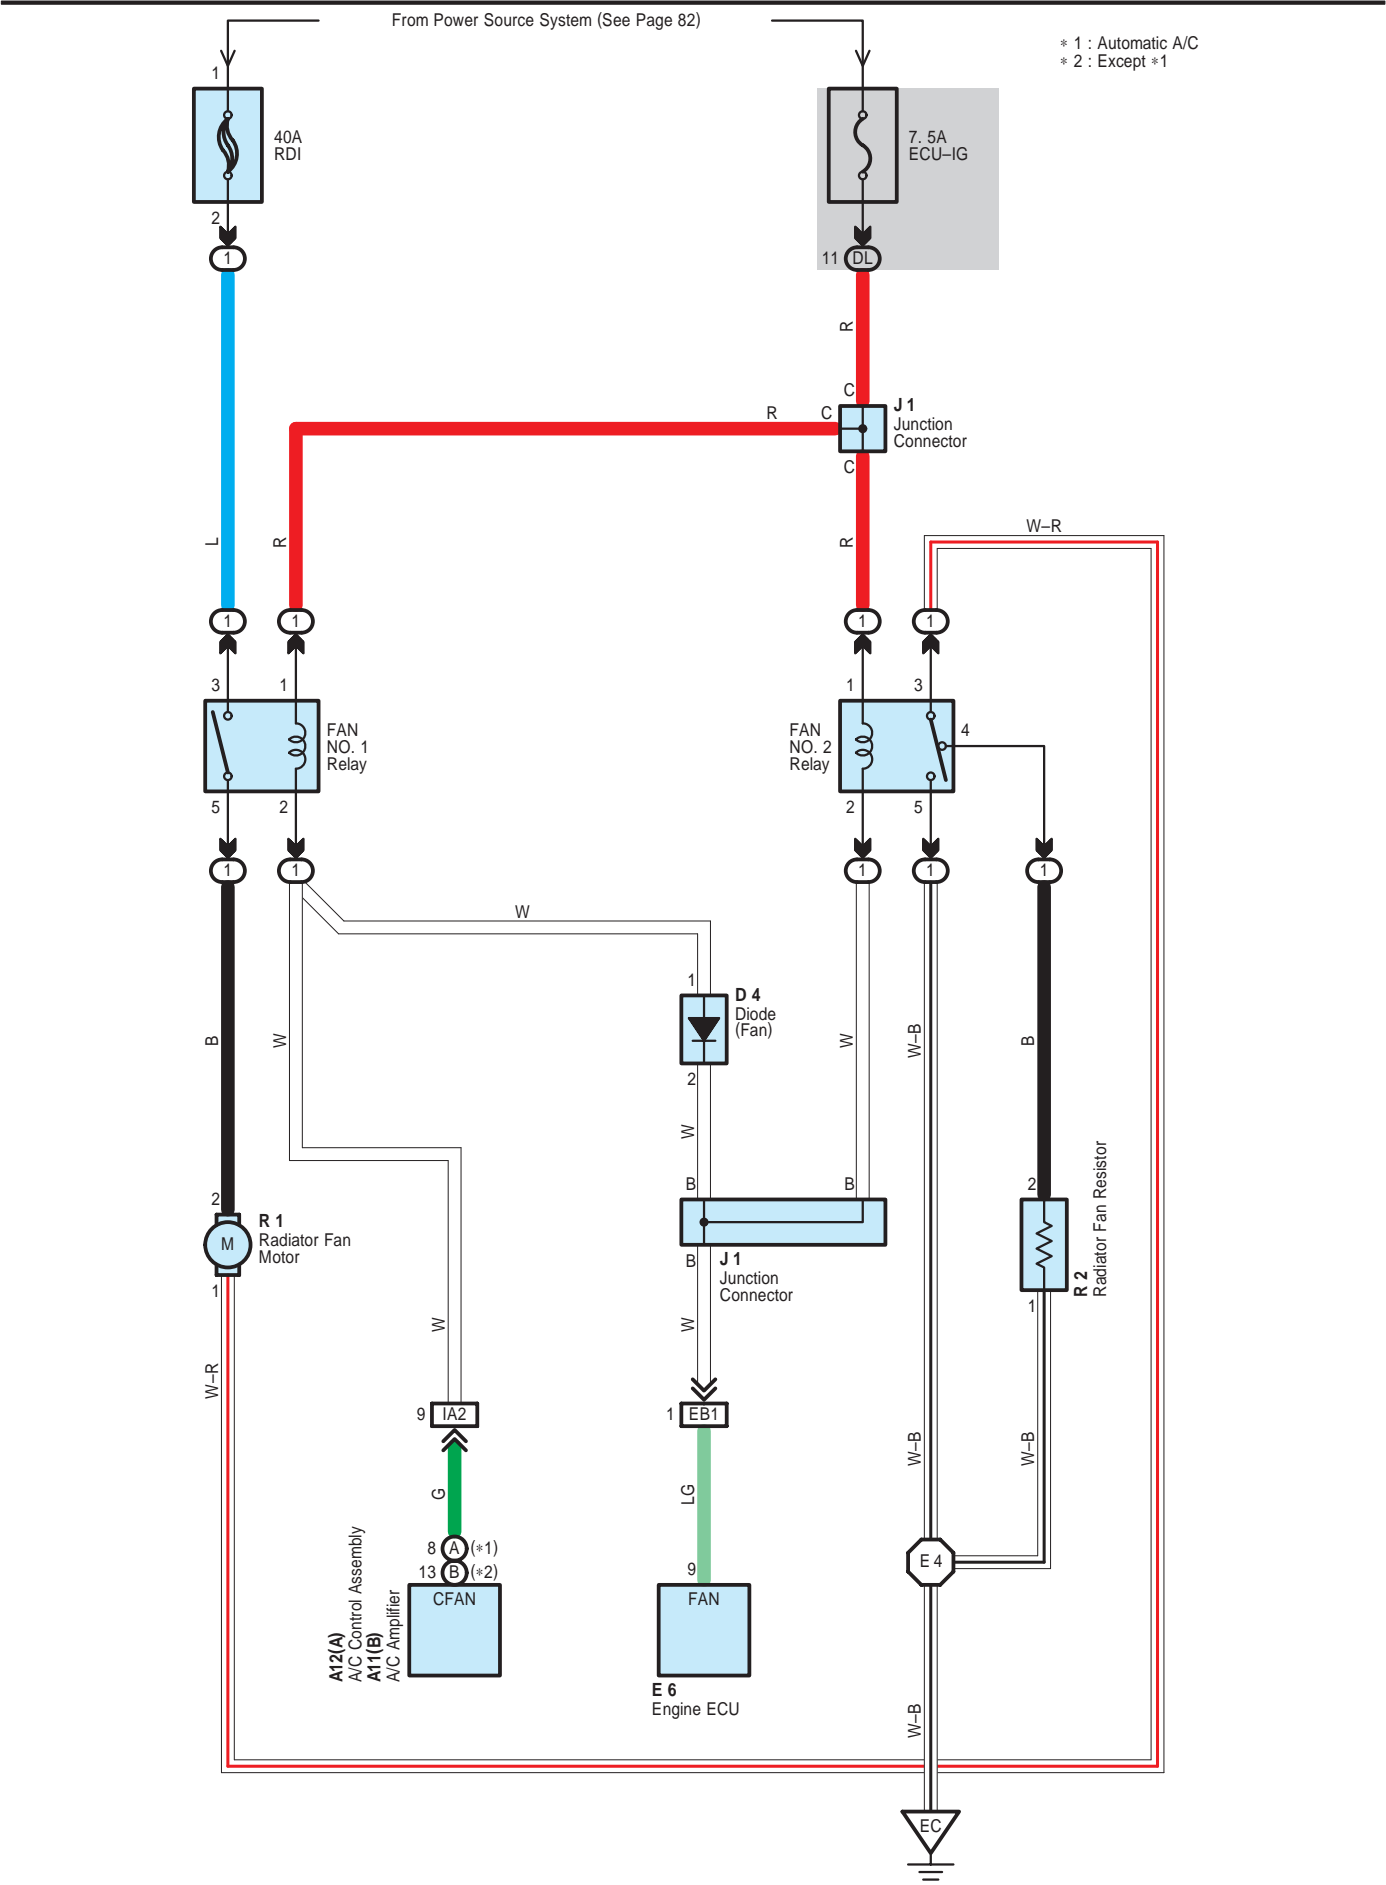 From Power Source System (See Page 82)
∗ 1 : Automatic A/C
∗ 2 : Except ∗1
1
40A
RDI
7. 5A
ECU–IG
2
1
11 DL
R
C
J 1
Junction
Connector
R C
C
L
R
R
W–R
1
1
1
1
3
1
1
3
FAN
NO. 1
Relay
FAN
NO. 2
Relay
4
5
2
2
5
1
1
1
1
1
W
1
D 4
Diode
(Fan)
B
W
W
W–B
B
2
W
B
B
2
R 2
Radiator Fan Resistor
2
R 1
Radiator Fan
Motor
M
1
B
J 1
Junction
Connector
1
W
W
W–R
9 IA2
1 EB1
W–B
W–B
G
LG
8 A (∗1)
13 B (∗2)
CFAN
9
FAN
E 4
A12(A)
A/C Control Assembly
A11(B)
A/C Amplifier
E 6
Engine ECU
W–B
EC